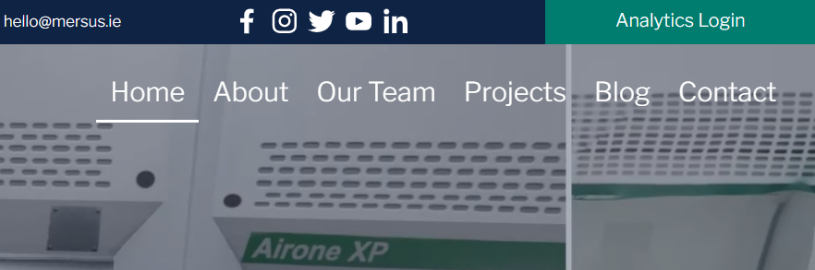 hello@mersus.ie
Analytics Login
Home About Our Team Projects Blog Contact
Airone XP